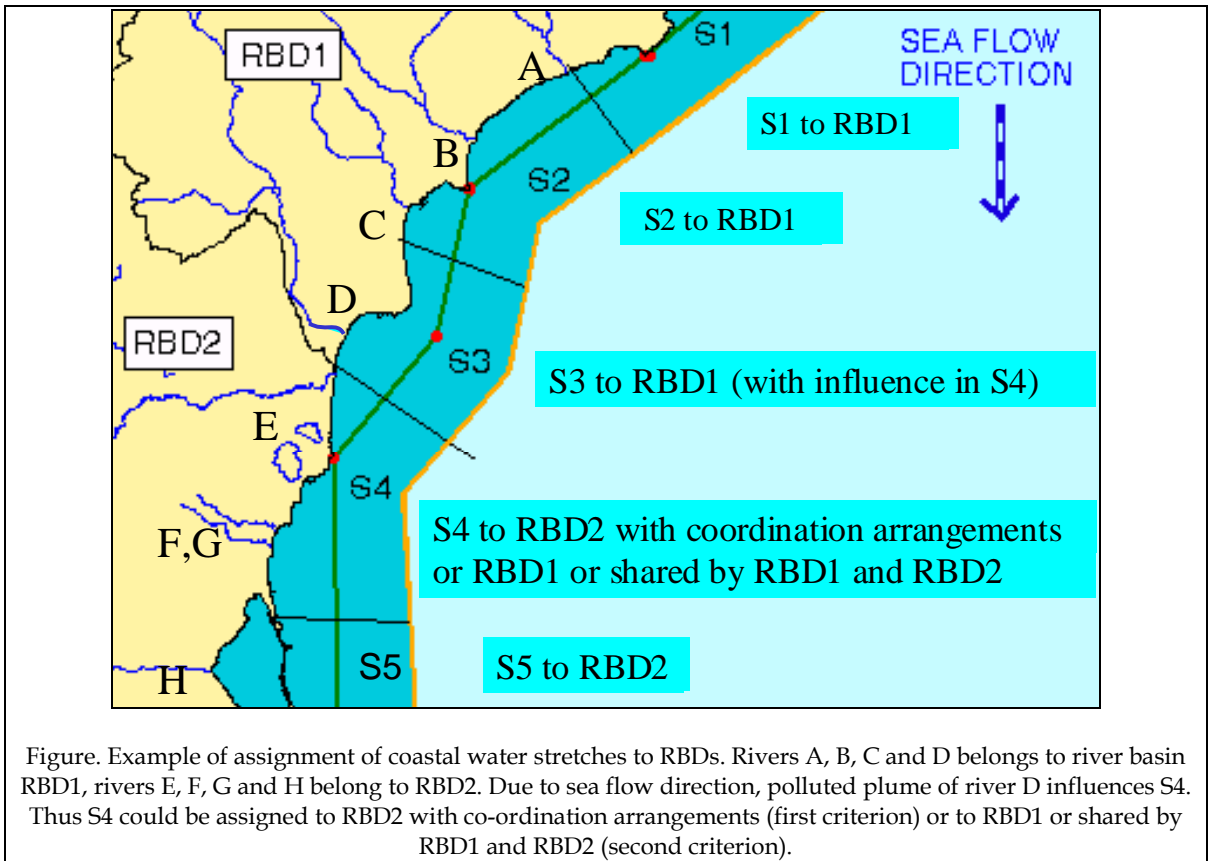 RBD1
S1
SEA FLOW
DIRECTION
A
S1 to RBD1
B
S2
S2 to RBD1
C
D
RBD2
S3
S3 to RBD1 (with influence in S4)
E
S4
S4 to RBD2 with coordination arrangements
or RBD1 or shared by RBD1 and RBD2
F,G
S5
S5 to RBD2
H
Figure. Example of assignment of coastal water stretches to RBDs. Rivers A, B, C and D belongs to river basin
RBD1, rivers E, F, G and H belong to RBD2. Due to sea flow direction, polluted plume of river D influences S4.
Thus S4 could be assigned to RBD2 with co-ordination arrangements (first criterion) or to RBD1 or shared by
RBD1 and RBD2 (second criterion).